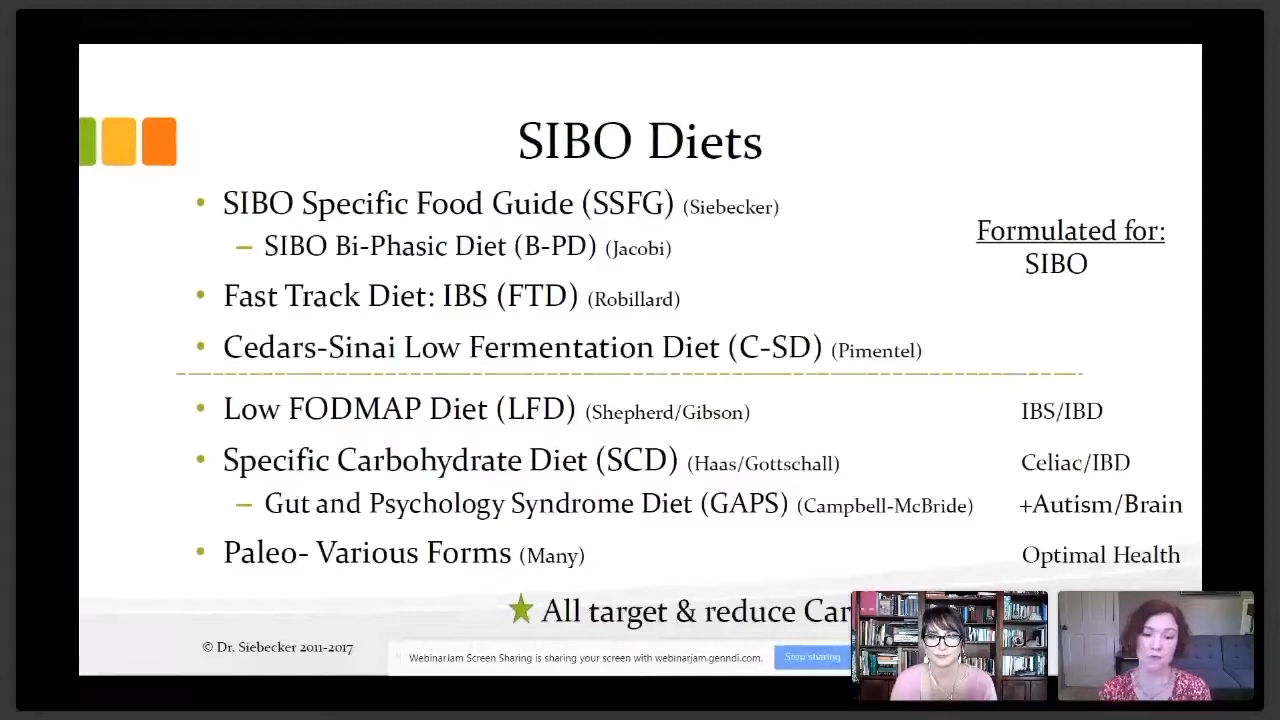 SIBO Diets
• SIBO Specific Food Guide (SSFG) (Siebecker)
– SIBO Bi-Phasic Diet (B-PD) (Jacobi)
Formulated for:
SIBO
• Fast Track Diet: IBS (FTD) (Robillard)
• Cedars-Sinai Low Fermentation Diet (C-SD) (Pimentel)
• Low FODMAP Diet (LFD) (Shepherd/Gibson) IBS/IBD
• Specific Carbohydrate Diet (SCD) (Haas/Gottschall) Celiac/IBD
– Gut and Psychology Syndrome Diet (GAPS) (Campbell-McBride) +Autism/Brain
• Paleo- Various Forms (Many) Optimal Health
★ All target & reduce Car
© Dr. Siebecker 2011-2017
WebinarJam Screen Sharing is sharing your screen with webinarjam.genndi.com. Stop sharing